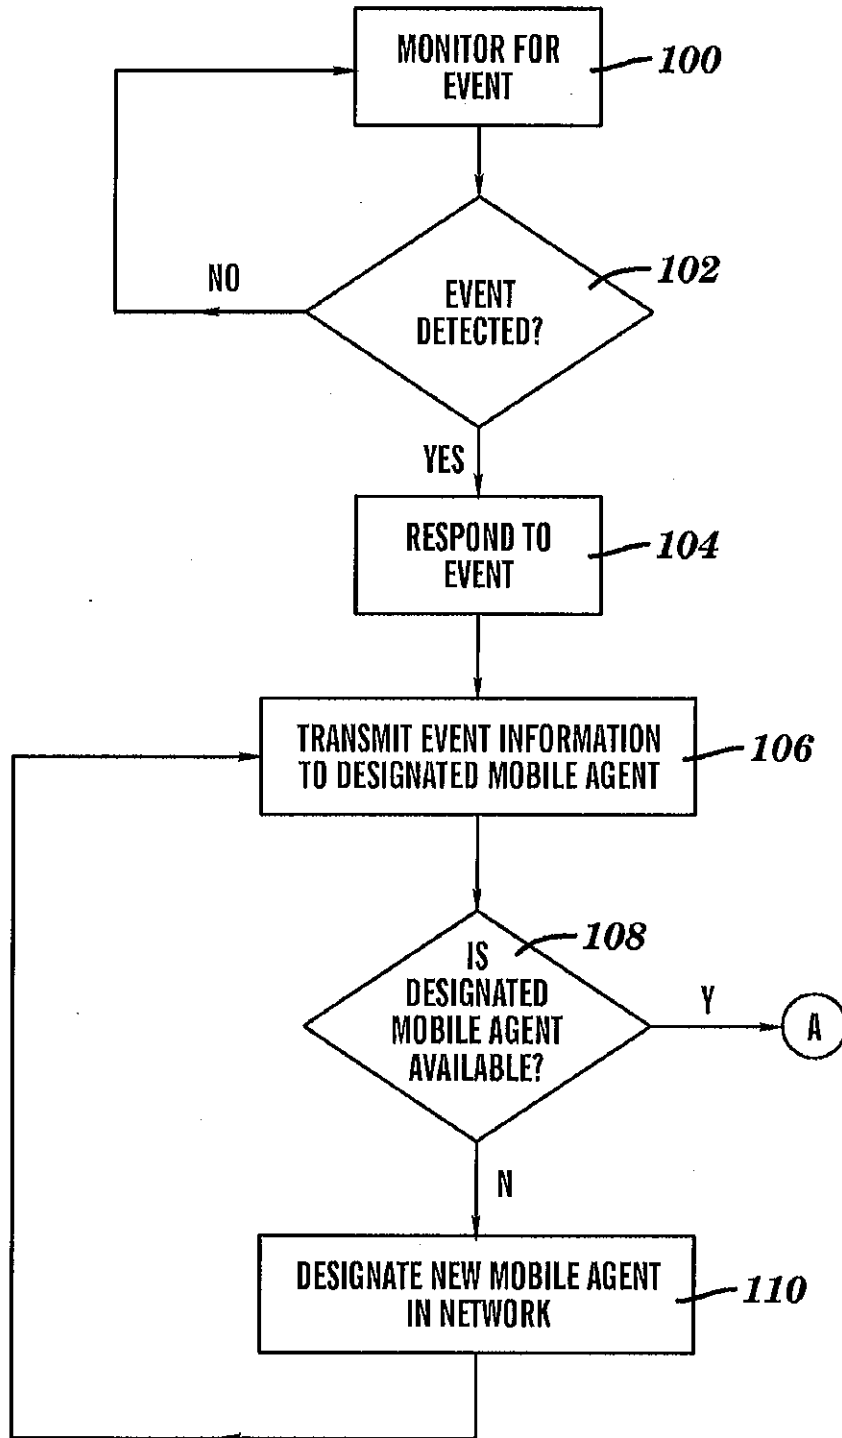 MONITOR FOR
EVENT
100
102
NO
EVENT
DETECTED?
YES
RESPOND TO
EVENT
104
TRANSMIT EVENT INFORMATION
TO DESIGNATED MOBILE AGENT
106
108
IS
DESIGNATED
MOBILE AGENT
AVAILABLE?
Y
A
N
DESIGNATE NEW MOBILE AGENT
IN NETWORK
110